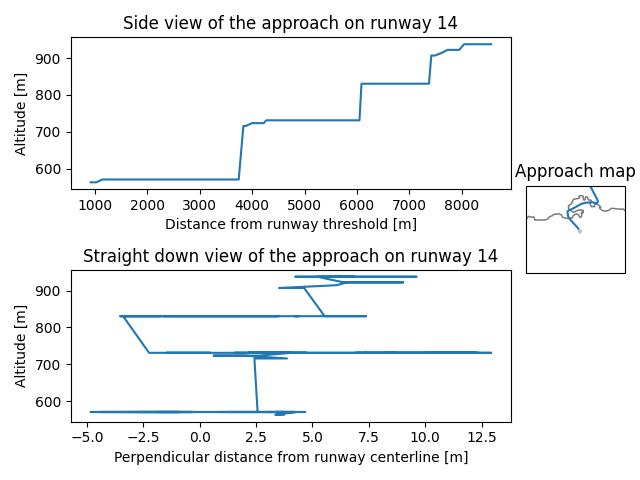 Side view of the approach on runway 14
900
800
700
600
Altitude [m]
1000 2000 3000 4000 5000 6000 7000 8000
Distance from runway threshold [m]
Approach map
Straight down view of the approach on runway 14
900
800
700
600
Altitude [m]
−5.0 −2.5 0.0 2.5 5.0 7.5 10.0 12.5
Perpendicular distance from runway centerline [m]